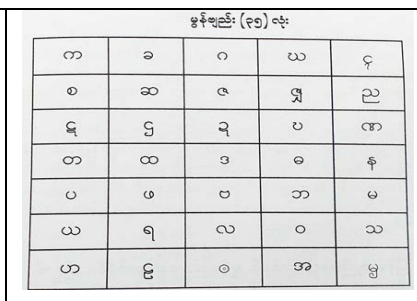 မွန်ဗျည်း (၃၅) လုံး
က ခ ဂ ဃ ၚ
စ ဆ ဇ ၛ ည
ဋ ဌ ဍ ဎ ဏ
တ ထ ဒ ဓ န
ပ ဖ ဗ ဘ မ
ယ ရ လ ဝ သ
ဟ ဠ ၜ အ ၝ